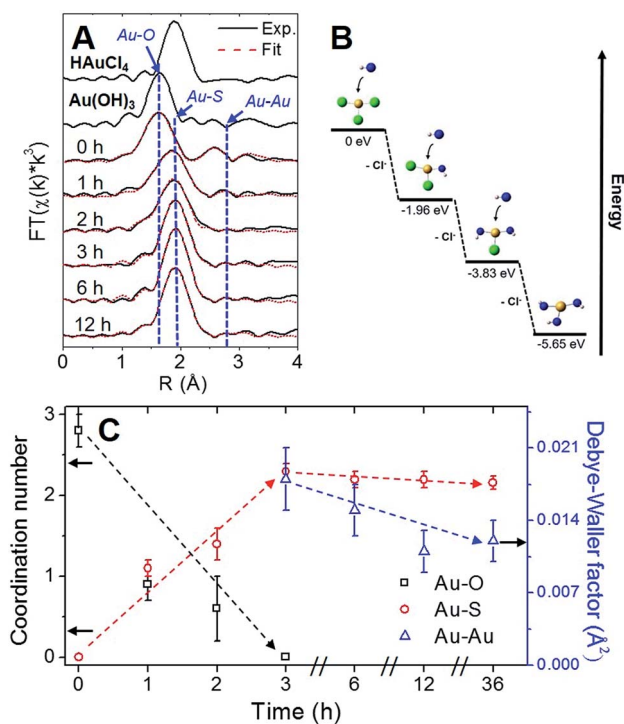 A
Exp.
Fit
Au-O
HAuCl4
Au(OH)3
Au-S
Au-Au
0 h
1 h
2 h
3 h
6 h
12 h
FT(χ(k)*k³)
0 1 2 3 4
R (Å)
B
0 eV
- Cl-
-1.96 eV
- Cl-
-3.83 eV
- Cl-
-5.65 eV
Energy
C
Coordination number
3
2
1
0
0.021
0.014
0.007
0.000
Debye-Waller factor (Å²)
Au-O
Au-S
Au-Au
0 1 2 3 6 12 36
Time (h)